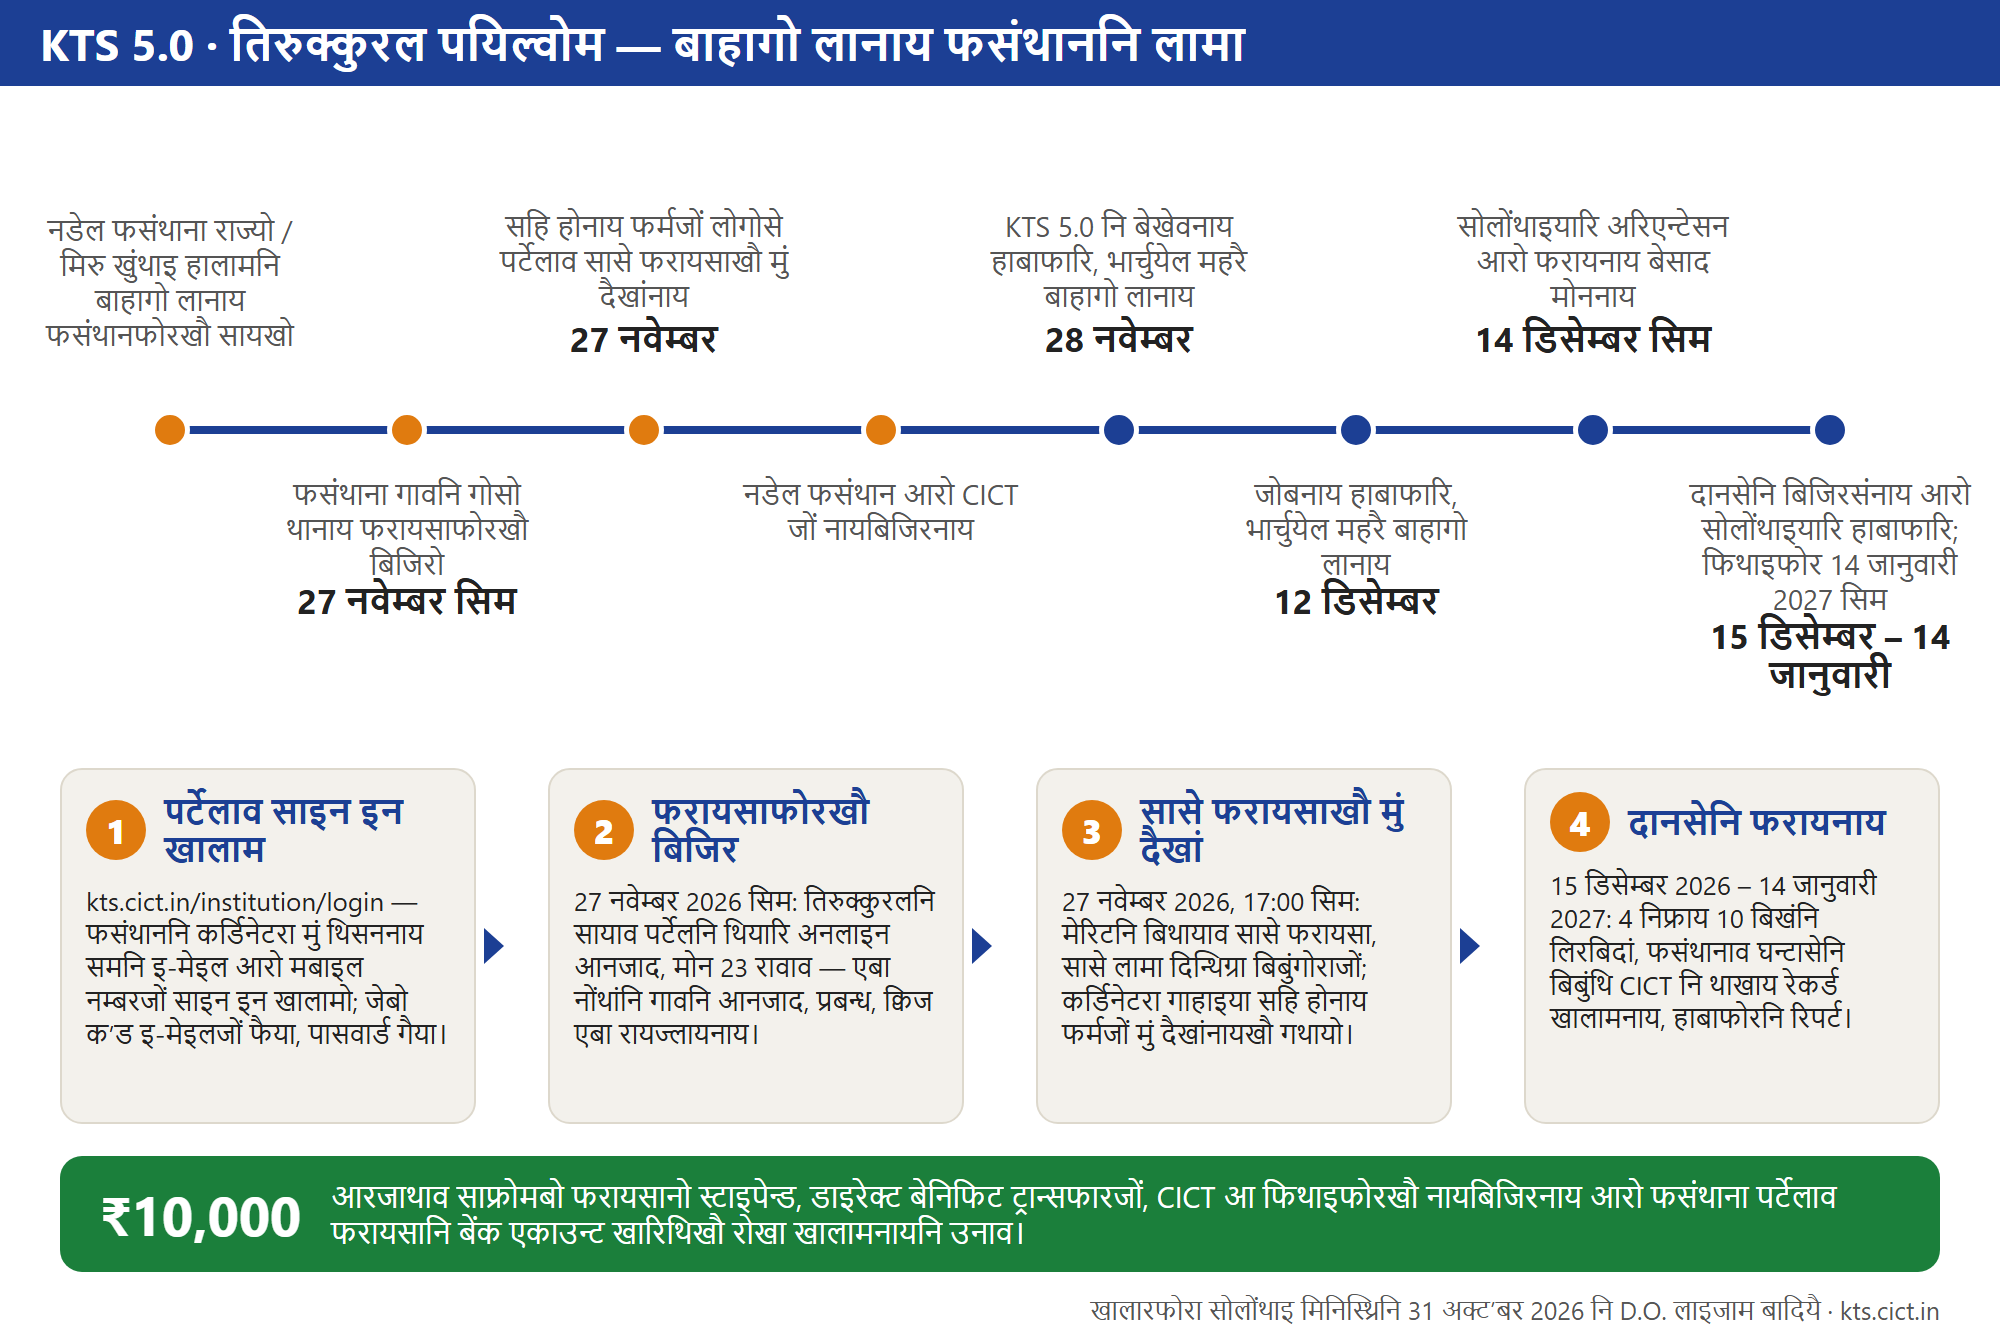 KTS 5.0 · तिरुक्कुरल पयिल्वोम — बाहागो लानाय फसंथाननि लामा
नडेल फसंथाना राज्यो /
मिरु खुंथाइ हालामनि
बाहागो लानाय
फसंथानफोरखौ सायखो
सहि होनाय फर्मजों लोगोसे
पर्टेलाव सासे फरायसाखौ मुं
दैखांनाय
27 नवेम्बर
KTS 5.0 नि बेखेवनाय
हाबाफारि, भार्चुयेल महरै
बाहागो लानाय
28 नवेम्बर
सोलोंथाइयारि अरिएन्टेसन
आरो फरायनाय बेसाद
मोननाय
14 डिसेम्बर सिम
फसंथाना गावनि गोसो
थानाय फरायसाफोरखौ
बिजिरो
27 नवेम्बर सिम
नडेल फसंथान आरो CICT
जों नायबिजिरनाय
जोबनाय हाबाफारि,
भार्चुयेल महरै बाहागो
लानाय
12 डिसेम्बर
दानसेनि बिजिरसंनाय आरो
सोलोंथाइयारि हाबाफारि;
फिथाइफोर 14 जानुवारी
2027 सिम
15 डिसेम्बर – 14
जानुवारी
1 पर्टेलाव साइन इन
खालाम
kts.cict.in/institution/login —
फसंथाननि कर्डिनेटरा मुं थिसननाय
समनि इ-मेइल आरो मबाइल
नम्बरजों साइन इन खालामो; जेबो
क’ड इ-मेइलजों फैया, पासवार्ड गैया।
2 फरायसाफोरखौ
बिजिर
27 नवेम्बर 2026 सिम: तिरुक्कुरलनि
सायाव पर्टेलनि थियारि अनलाइन
आनजाद, मोन 23 रावाव — एबा
नोंथांनि गावनि आनजाद, प्रबन्ध, क्विज
एबा रायज्लायनाय।
3 सासे फरायसाखौ मुं
दैखां
27 नवेम्बर 2026, 17:00 सिम:
मेरिटनि बिथायाव सासे फरायसा,
सासे लामा दिन्थिग्रा बिबुंगोराजों;
कर्डिनेटरा गाहाइया सहि होनाय
फर्मजों मुं दैखांनायखौ गथायो।
4 दानसेनि फरायनाय
15 डिसेम्बर 2026 – 14 जानुवारी
2027: 4 निफ्राय 10 बिखंनि
लिरबिदां, फसंथानाव घन्टासेनि
बिबुंथि CICT नि थाखाय रेकर्ड
खालामनाय, हाबाफोरनि रिपर्ट।
₹10,000
आरजाथाव साफ्रोमबो फरायसानो स्टाइपेन्ड, डाइरेक्ट बेनिफिट ट्रान्सफारजों, CICT आ फिथाइफोरखौ नायबिजिरनाय आरो फसंथाना पर्टेलाव
फरायसानि बेंक एकाउन्ट खारिथिखौ रोखा खालामनायनि उनाव।
खालारफोरा सोलोंथाइ मिनिस्थ्रिनि 31 अक्ट’बर 2026 नि D.O. लाइजाम बादियै · kts.cict.in